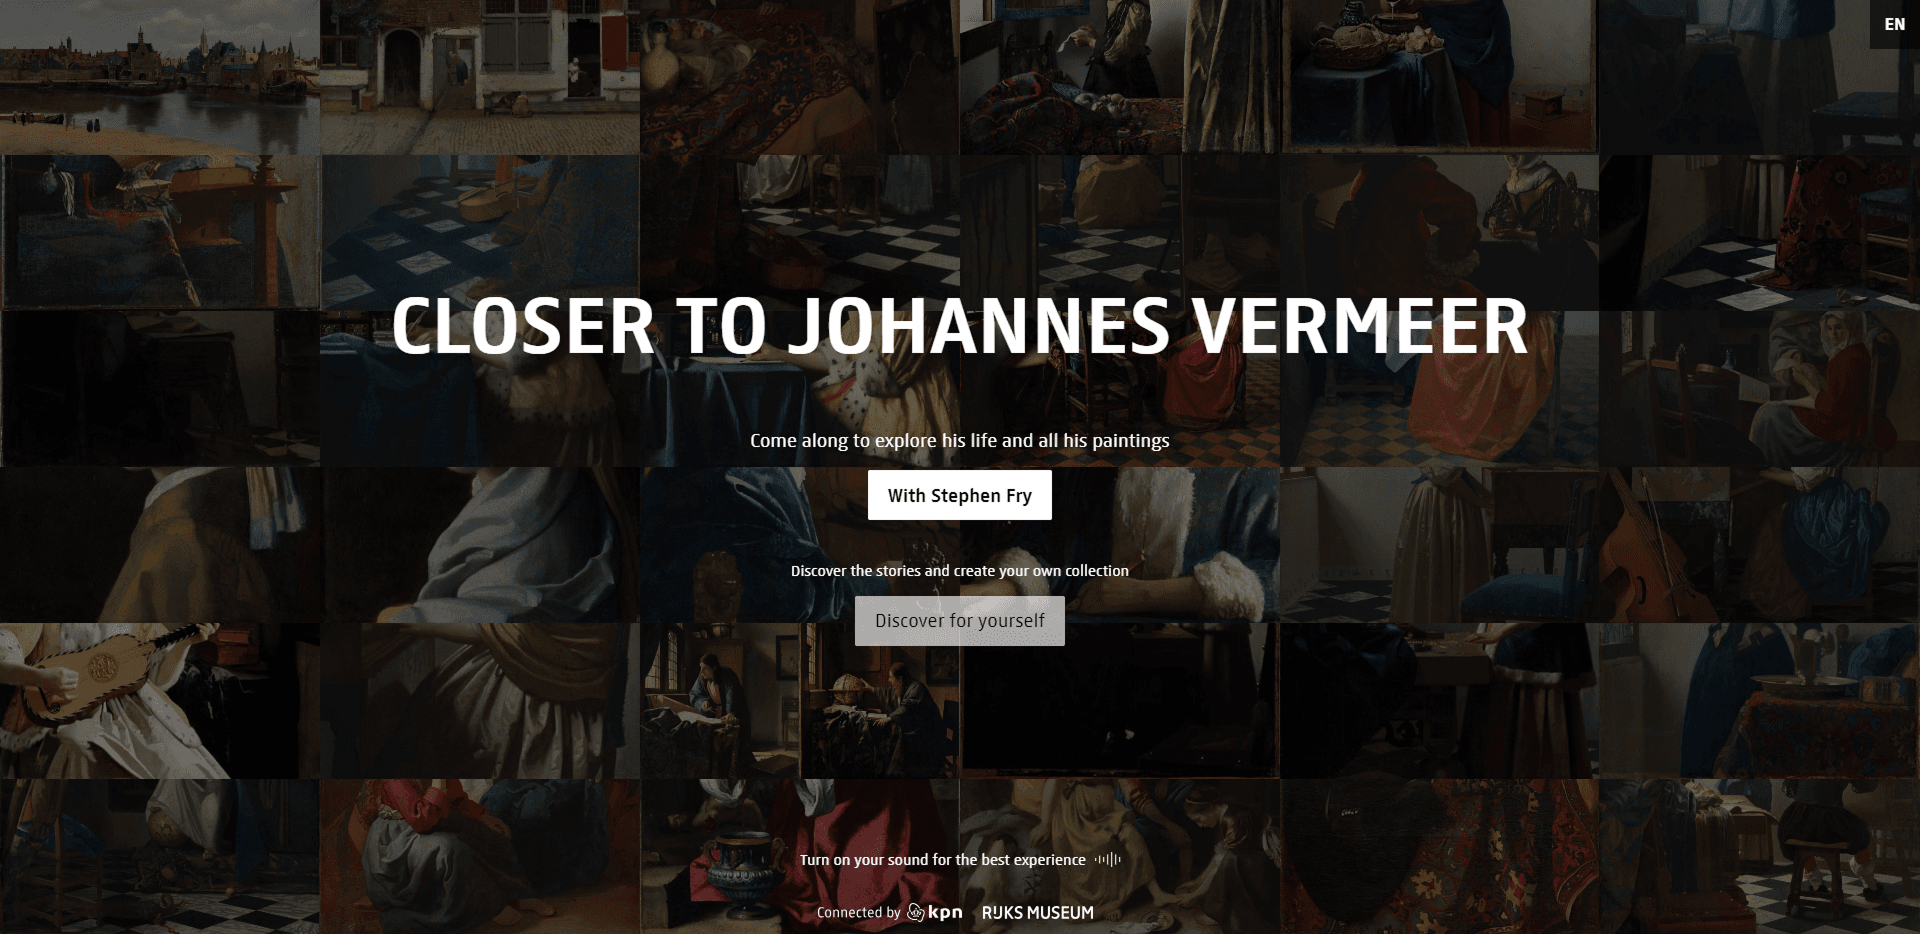 EN
CLOSER TO JOHANNES VERMEER
Come along to explore his life and all his paintings
With Stephen Fry
Discover the stories and create your own collection
Discover for yourself
Turn on your sound for the best experience
Connected by kpn RIJKS MUSEUM